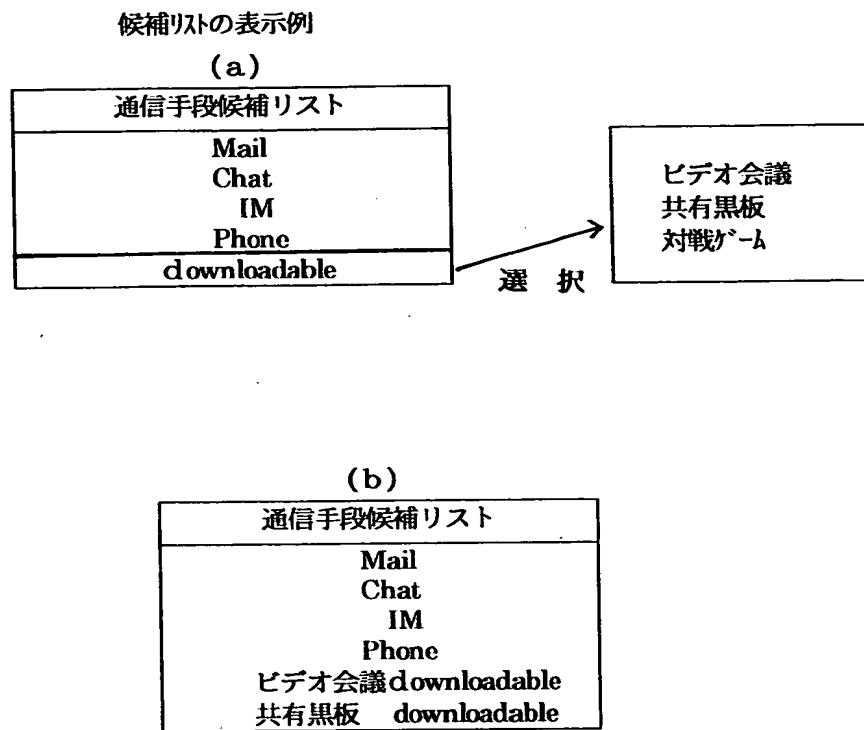 候補ﾘｽﾄの表示例
(a)
通信手段候補リスト
Mail
Chat
IM
Phone
downloadable
選 択
ビデオ会議
共有黒板
対戦ｹﾞｰﾑ
(b)
通信手段候補リスト
Mail
Chat
IM
Phone
ビデオ会議downloadable
共有黒板 downloadable